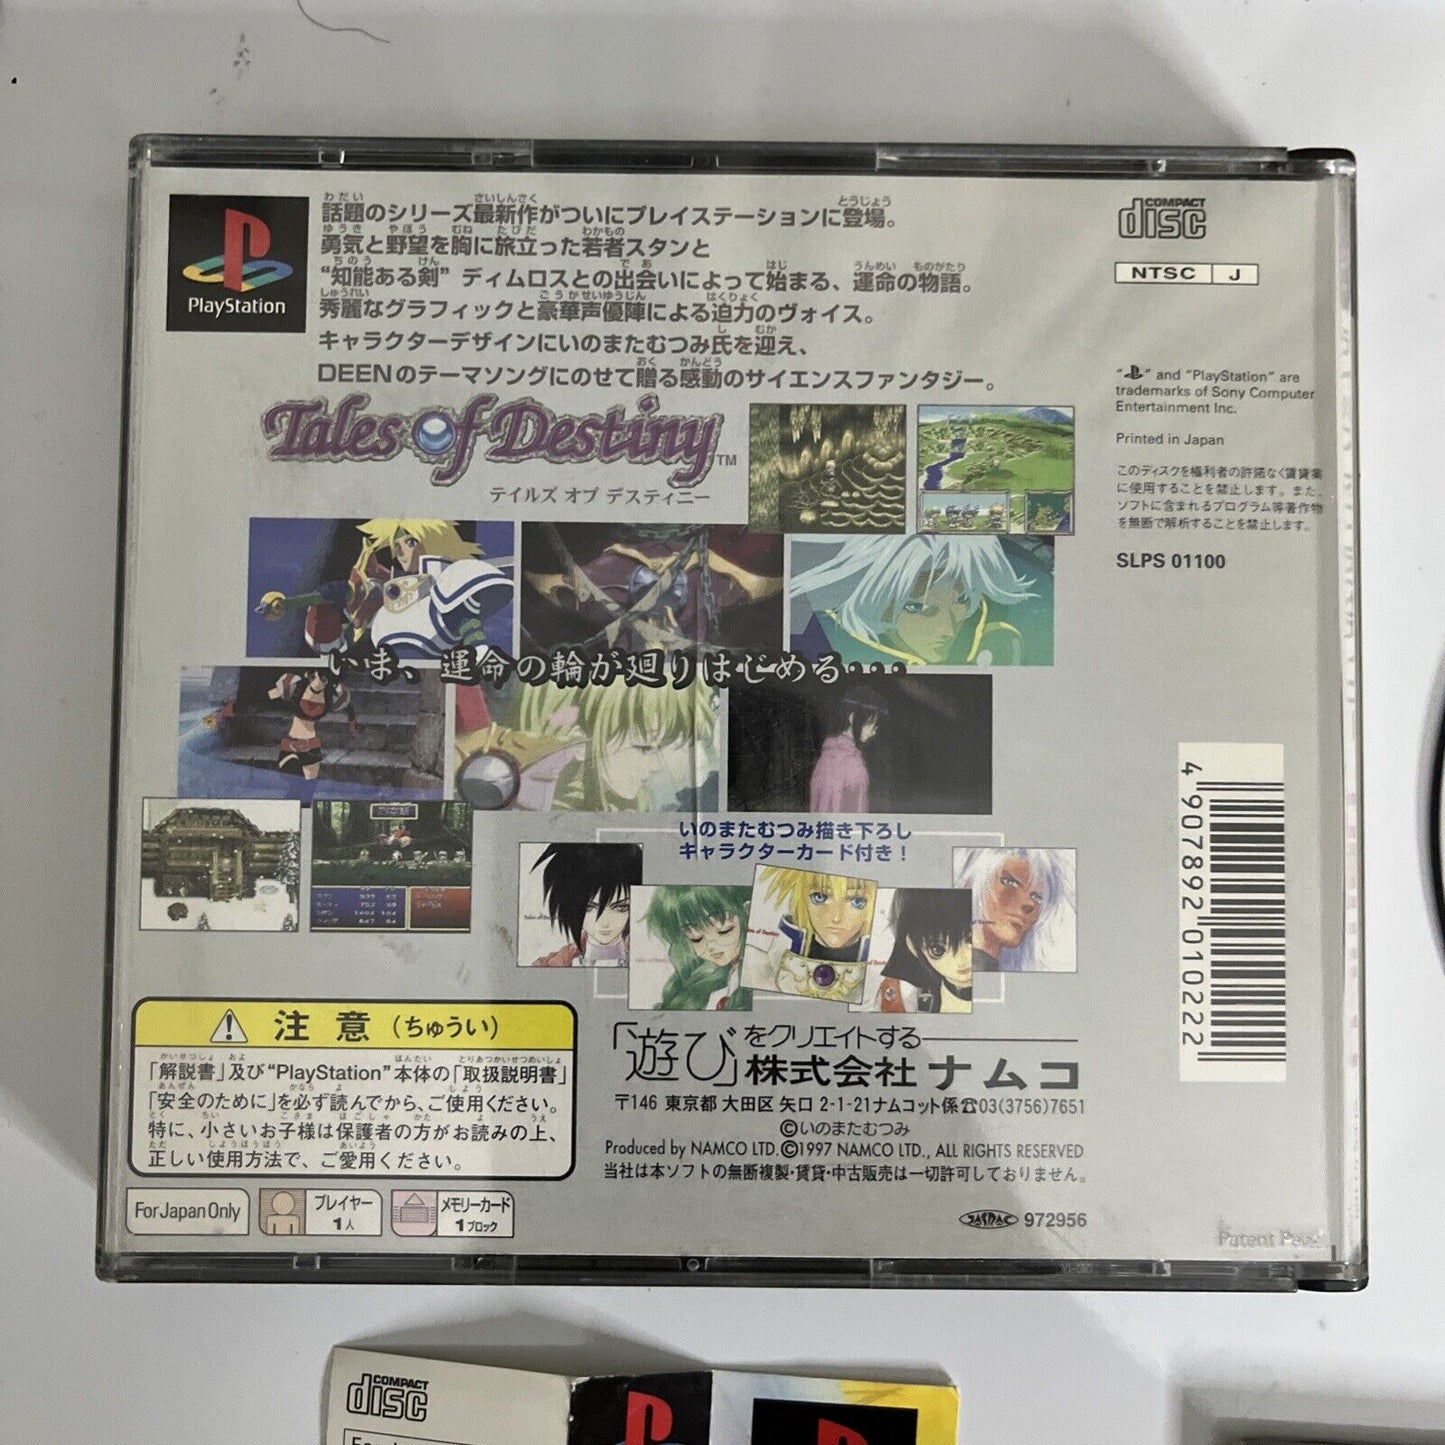 PlayStation
話題のシリーズ最新作がついにプレイステーションに登場。
勇気と野望を胸に旅立った若者スタンと
“知能ある剣” ディムロスとの出会いによって始まる、運命の物語。
秀麗なグラフィックと豪華声優陣による迫力のヴォイス。
キャラクターデザインにいのまたむつみ氏を迎え、
DEENのテーマソングにのせて贈る感動のサイエンスファンタジー。
COMPACT
disc
NTSC J
“ ” and “PlayStation” are
trademarks of Sony Computer
Entertainment Inc.
Printed in Japan
このディスクを権利者の許諾なく賃貸業
に使用することを禁止します。また、
ソフトに含まれるプログラム等著作物
を無断で解析することを禁止します。
SLPS 01100
Tales of Destiny™
テイルズ オブ デスティニー
いま、運命の輪が廻りはじめる・・・
いのまたむつみ描き下ろし
キャラクターカード付き！
4 907892 010222
注意（ちゅうい）
「解説書」及び“PlayStation”本体の「取扱説明書」
「安全のために」を必ず読んでから、ご使用ください。
特に、小さいお子様は保護者の方がお読みの上、
正しい使用方法で、ご愛用ください。
「遊び」をクリエイトする
株式会社ナムコ
〒146 東京都 大田区 矢口 2-1-21ナムコット係☎03(3756)7651
©いのまたむつみ
Produced by NAMCO LTD.©1997 NAMCO LTD., ALL RIGHTS RESERVED
当社は本ソフトの無断複製・賃貸・中古販売は一切許可しておりません。
For Japan Only
プレイヤー
1人
メモリーカード
1ブロック
JASRAC 972956
Patent
COMPACT
disc